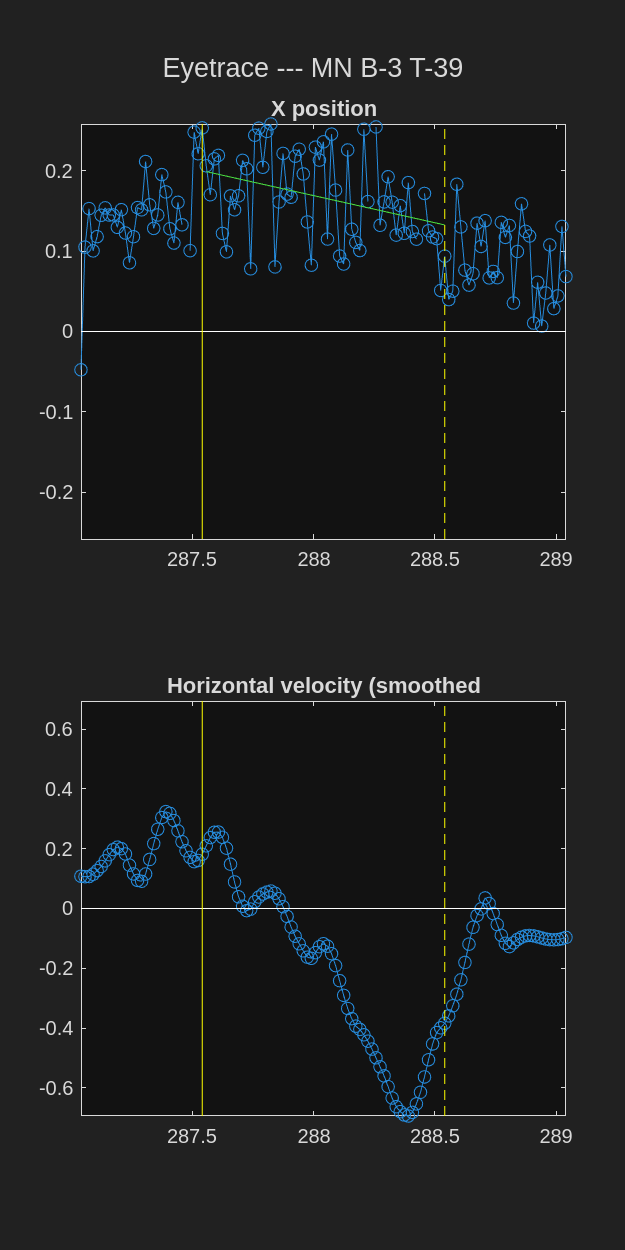 Eyetrace --- MN B-3 T-39
X position
0.2
0.1
0
-0.1
-0.2
287.5 288 288.5 289
Horizontal velocity (smoothed
0.6
0.4
0.2
0
-0.2
-0.4
-0.6
287.5 288 288.5 289